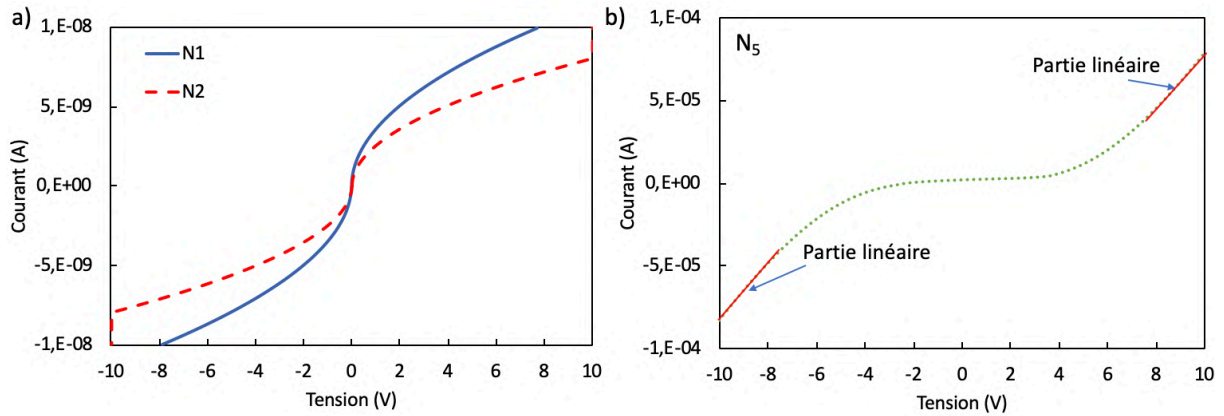 a)
1,E-08
5,E-09
0,E+00
-5,E-09
-1,E-08
Courant (A)
N1
N2
-10 -8 -6 -4 -2 0 2 4 6 8 10
Tension (V)
b)
1,E-04
5,E-05
0,E+00
-5,E-05
-1,E-04
Courant (A)
N5
Partie linéaire
Partie linéaire
-10 -8 -6 -4 -2 0 2 4 6 8 10
Tension (V)